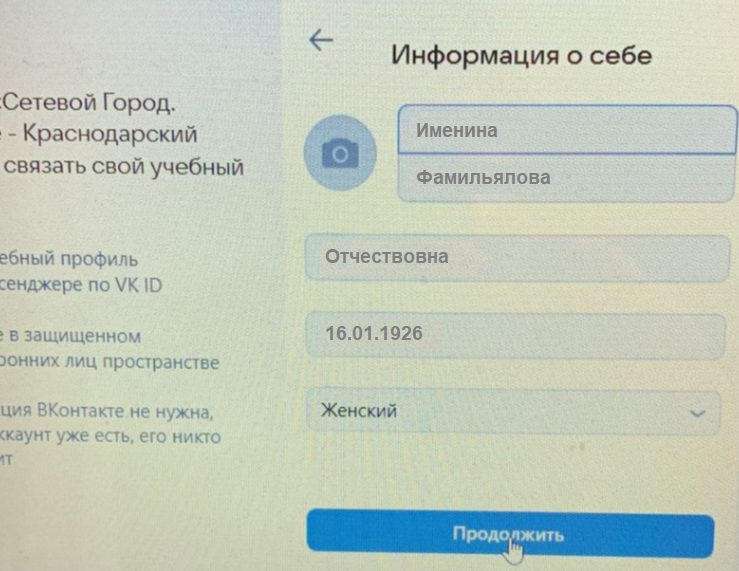 :Сетевой Город.
е - Краснодарский
связать свой учебный
ебный профиль
сенджере по VK ID
е в защищенном
ронних лиц пространстве
ция ВКонтакте не нужна,
ккаунт уже есть, его никто
ит
Информация о себе
Именина
Фамильялова
Отчествовна
16.01.1926
Женский
Продолжить